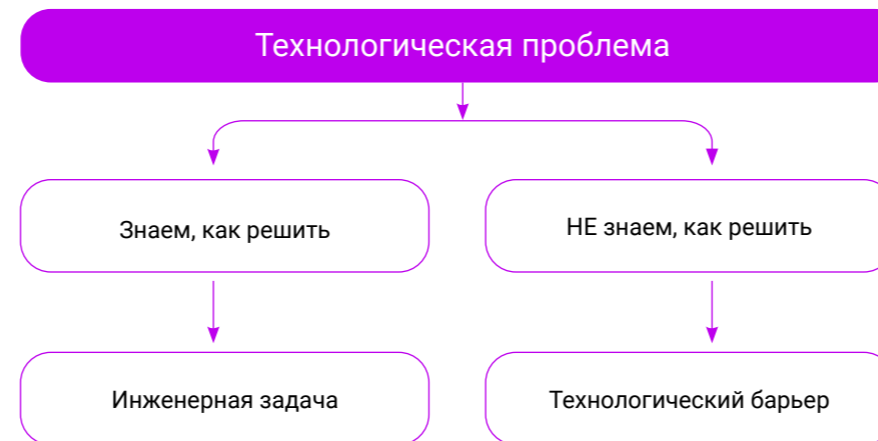 Технологическая проблема
Знаем, как решить
НЕ знаем, как решить
Инженерная задача
Технологический барьер